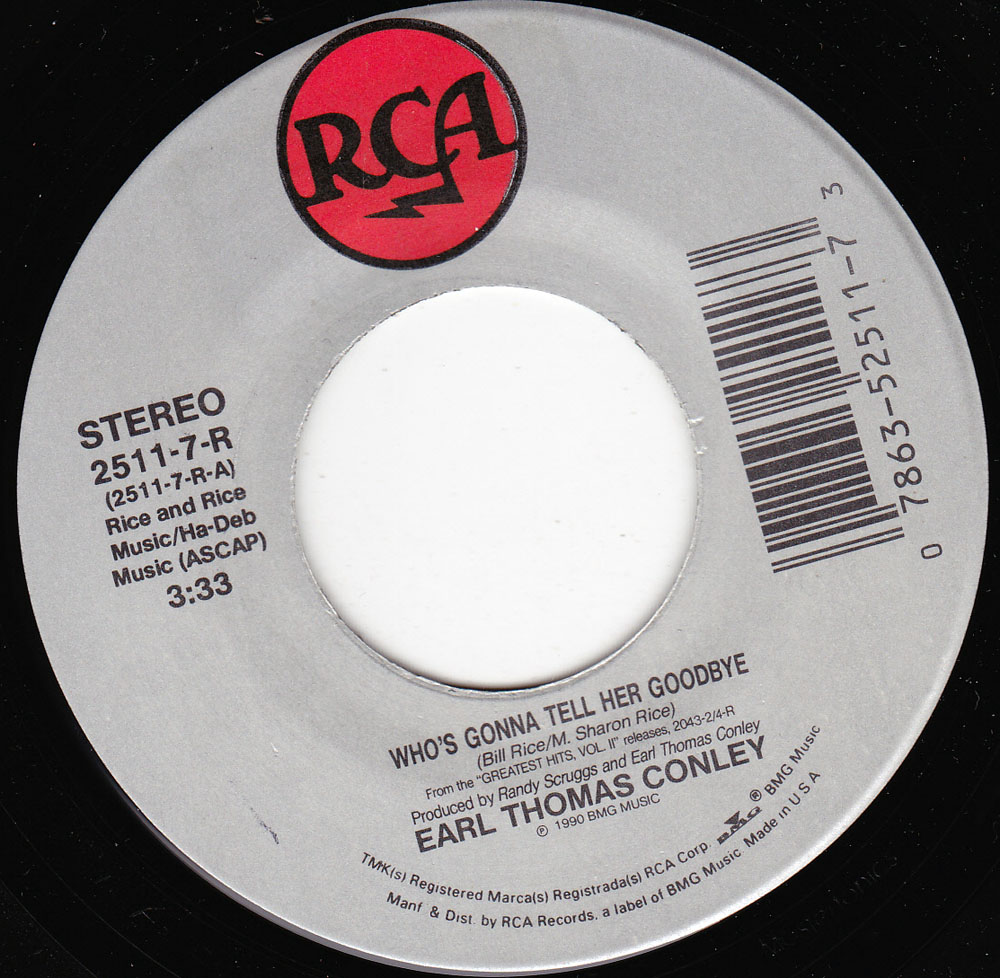 RCA
STEREO
2511-7-R
(2511-7-R-A)
Rice and Rice
Music/Ha-Deb
Music (ASCAP)
3:33
0 7863-52511-7 3
WHO'S GONNA TELL HER GOODBYE
(Bill Rice/M. Sharon Rice)
From the "GREATEST HITS, VOL. II" releases, 2043-2/4-R
Produced by Randy Scruggs and Earl Thomas Conley
EARL THOMAS CONLEY
℗ 1990 BMG MUSIC
TMK(s) Registered Marca(s) Registrada(s) RCA Corp. BMG ® BMG Music
Manf. & Dist. by RCA Records, a label of BMG Music Made in U S A